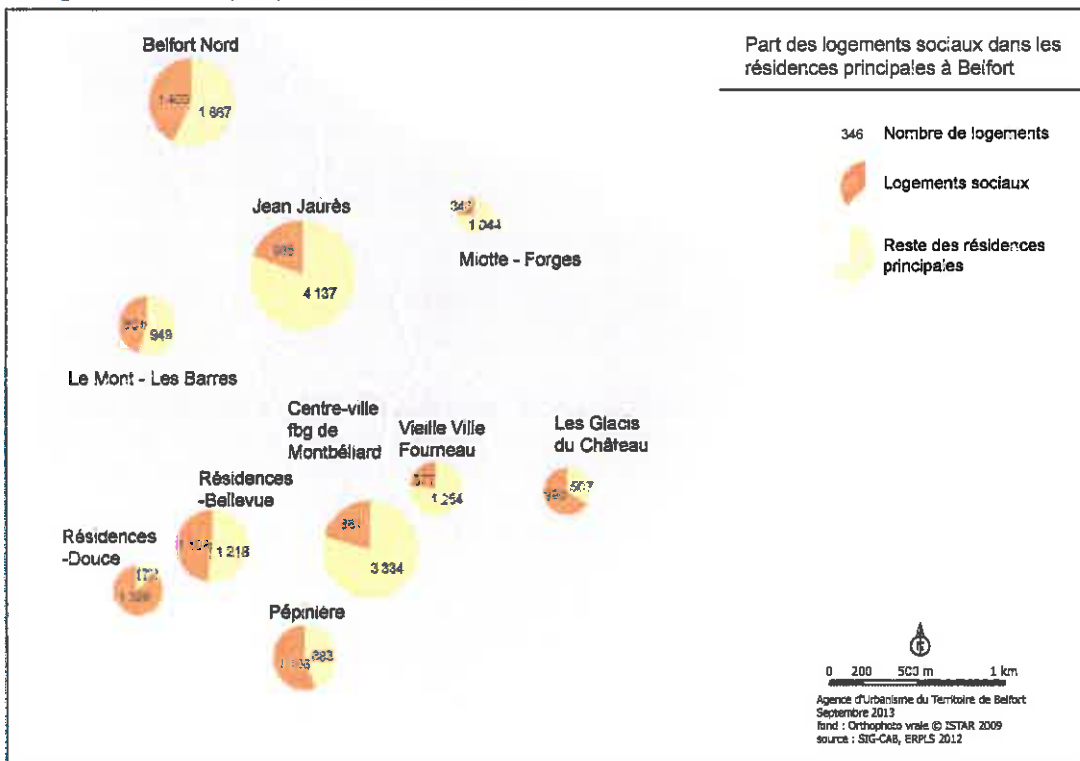 Belfort Nord
1 867
Jean Jaurès
4 137
Miotte - Forges
1 044
Le Mont - Les Barres
949
Centre-ville
fbg de
Montbéliard
3 334
Vieille Ville
Fourneau
1 254
Les Glacis
du Château
507
Résidences
-Bellevue
1 218
Résidences
-Douce
Pépinière
883
Part des logements sociaux dans les
résidences principales à Belfort
346 Nombre de logements
Logements sociaux
Reste des résidences
principales
0 200 500 m 1 km
Agence d'Urbanisme du Territoire de Belfort
Septembre 2013
fond : Orthophoto vraie © ISTAR 2009
source : SIG-CAB, ERPLS 2012